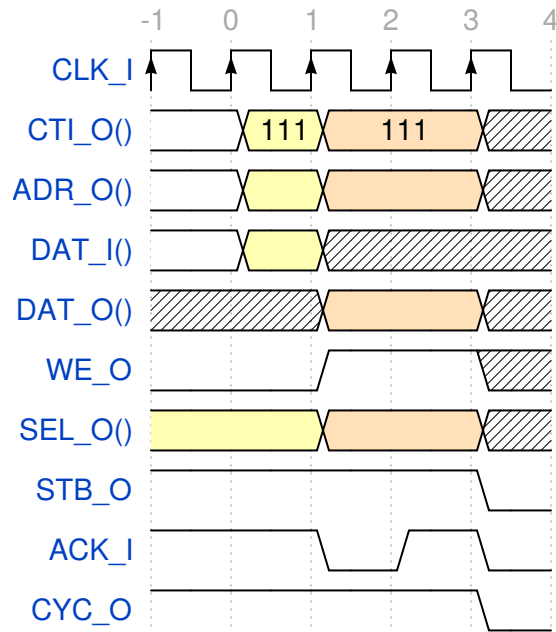 -1 0 1 2 3 4
CLK_I
CTI_O() 111 111
ADR_O()
DAT_I()
DAT_O()
WE_O
SEL_O()
STB_O
ACK_I
CYC_O